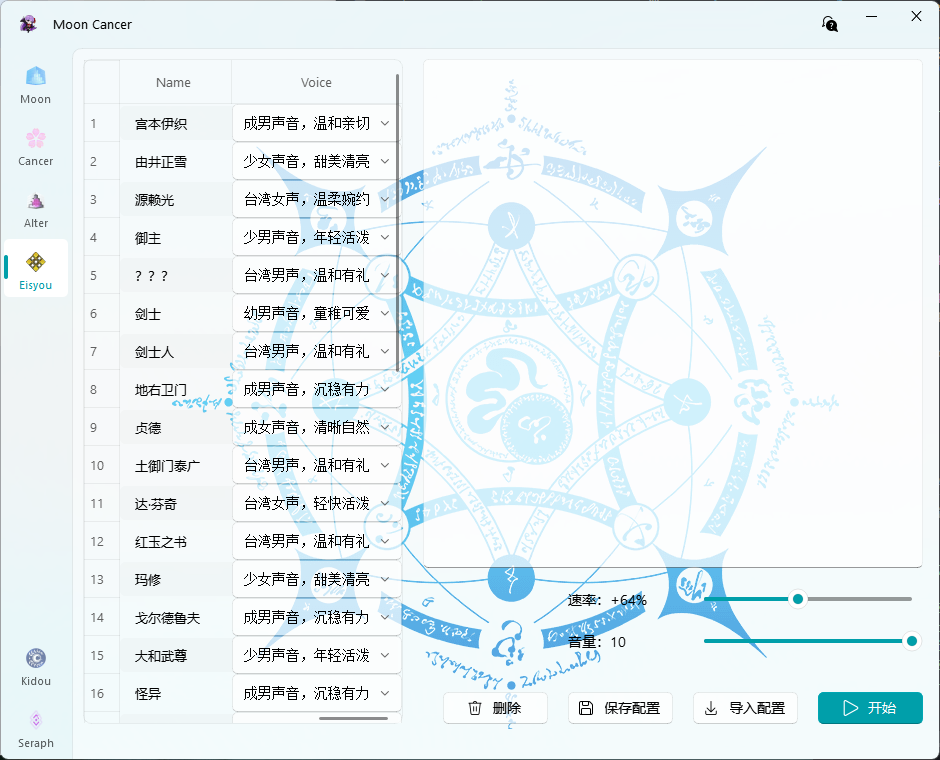 Moon Cancer
Moon
Cancer
Alter
Eisyou
Kidou
Seraph
Name Voice
1 宫本伊织 成男声音，温和亲切
2 由井正雪 少女声音，甜美清亮
3 源赖光 台湾女声，温柔婉约
4 御主 少男声音，年轻活泼
5 ？？？ 台湾男声，温和有礼
6 剑士 幼男声音，童稚可爱
7 剑士人 台湾男声，温和有礼
8 地右卫门 成男声音，沉稳有力
9 贞德 成女声音，清晰自然
10 土御门泰广 台湾男声，温和有礼
11 达·芬奇 台湾女声，轻快活泼
12 红玉之书 台湾男声，温和有礼
13 玛修 少女声音，甜美清亮
14 戈尔德鲁夫 成男声音，沉稳有力
15 大和武尊 少男声音，年轻活泼
16 怪异 成男声音，沉稳有力
速率：+64%
音量：10
删除 保存配置 导入配置 开始